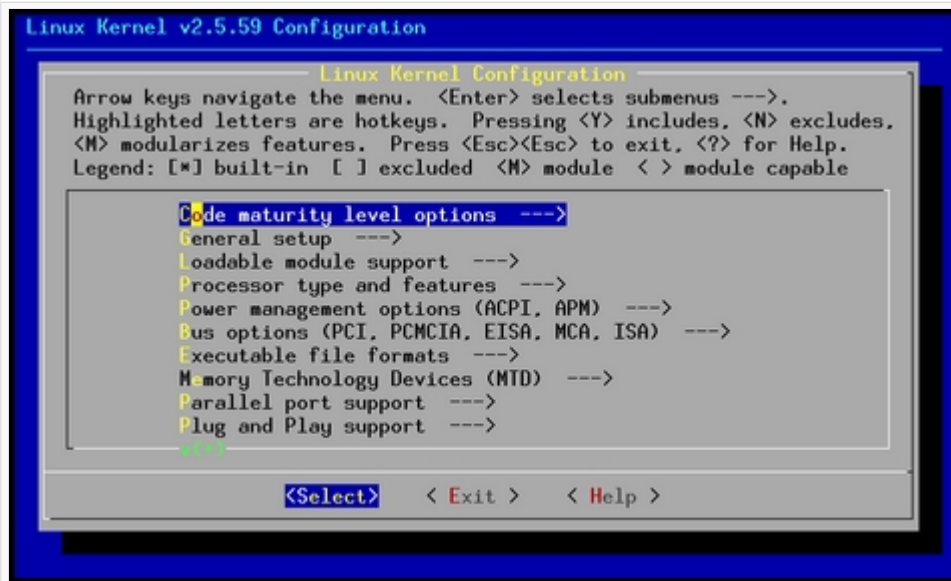 Linux Kernel v2.5.59 Configuration
Linux Kernel Configuration
Arrow keys navigate the menu.  <Enter> selects submenus --->.
Highlighted letters are hotkeys.  Pressing <Y> includes, <N> excludes,
<M> modularizes features.  Press <Esc><Esc> to exit, <?> for Help.
Legend: [*] built-in  [ ] excluded  <M> module  < > module capable
Code maturity level options  --->
General setup  --->
Loadable module support  --->
Processor type and features  --->
Power management options (ACPI, APM)  --->
Bus options (PCI, PCMCIA, EISA, MCA, ISA)  --->
Executable file formats  --->
Memory Technology Devices (MTD)  --->
Parallel port support  --->
Plug and Play support  --->
v(+)
<Select>    < Exit >    < Help >